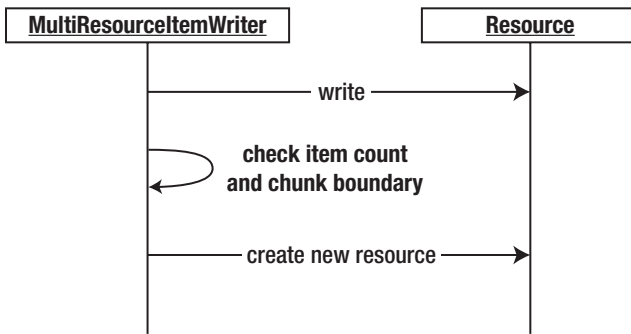 MultiResourceItemWriter
Resource
write
check item count
and chunk boundary
create new resource